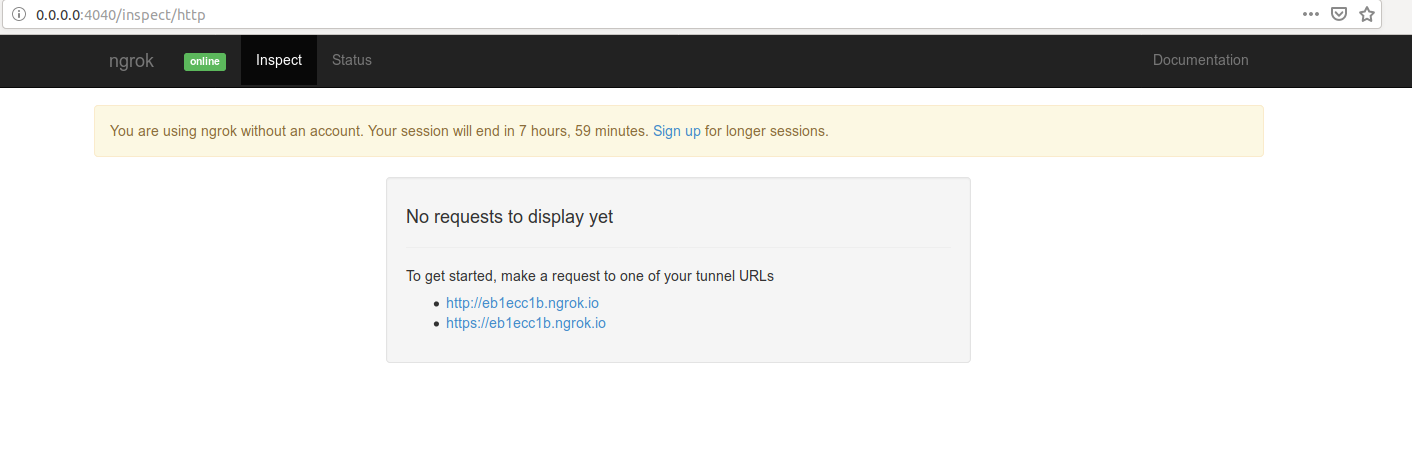 0.0.0.0:4040/inspect/http
ngrok online Inspect Status Documentation
You are using ngrok without an account. Your session will end in 7 hours, 59 minutes. Sign up for longer sessions.
No requests to display yet
To get started, make a request to one of your tunnel URLs
http://eb1ecc1b.ngrok.io
https://eb1ecc1b.ngrok.io